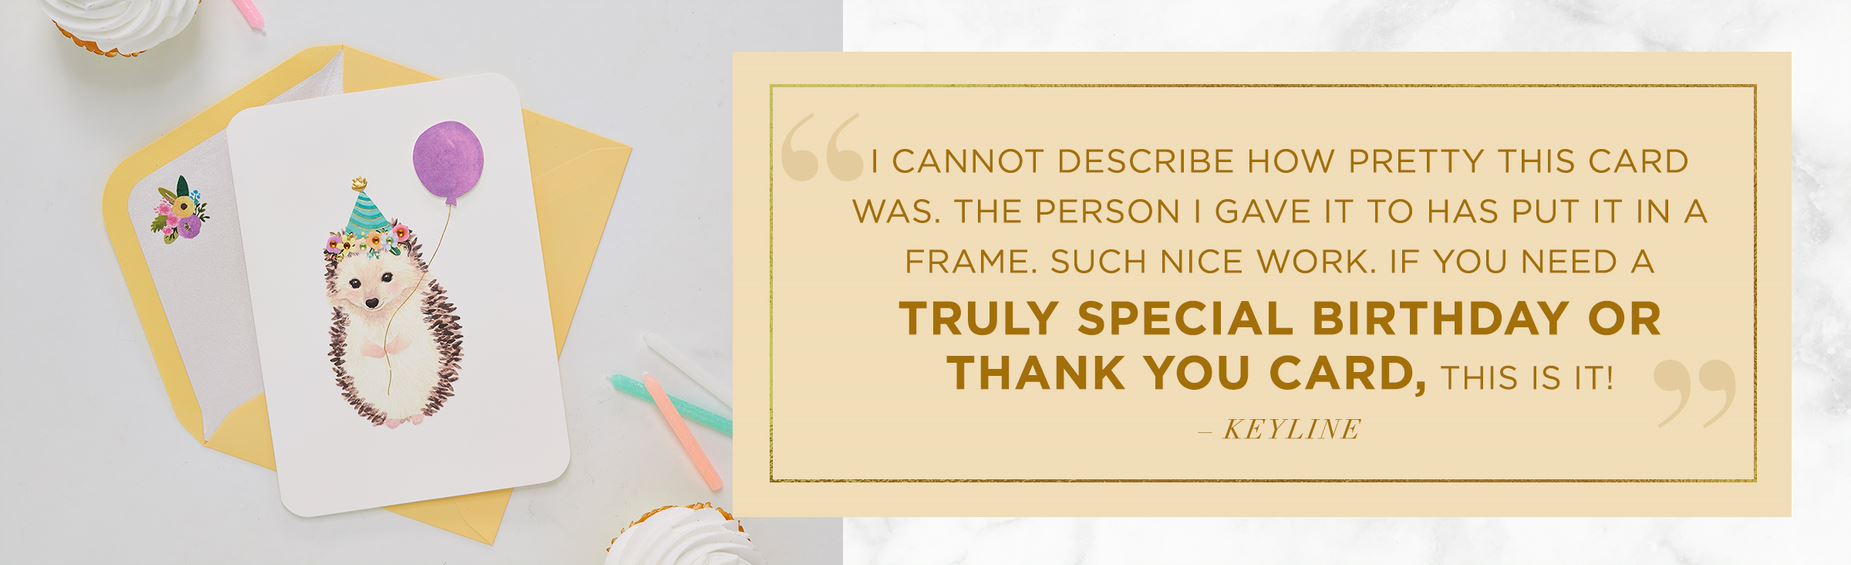 “I CANNOT DESCRIBE HOW PRETTY THIS CARD
WAS. THE PERSON I GAVE IT TO HAS PUT IT IN A
FRAME. SUCH NICE WORK. IF YOU NEED A
TRULY SPECIAL BIRTHDAY OR
THANK YOU CARD, THIS IS IT!”
– KEYLINE